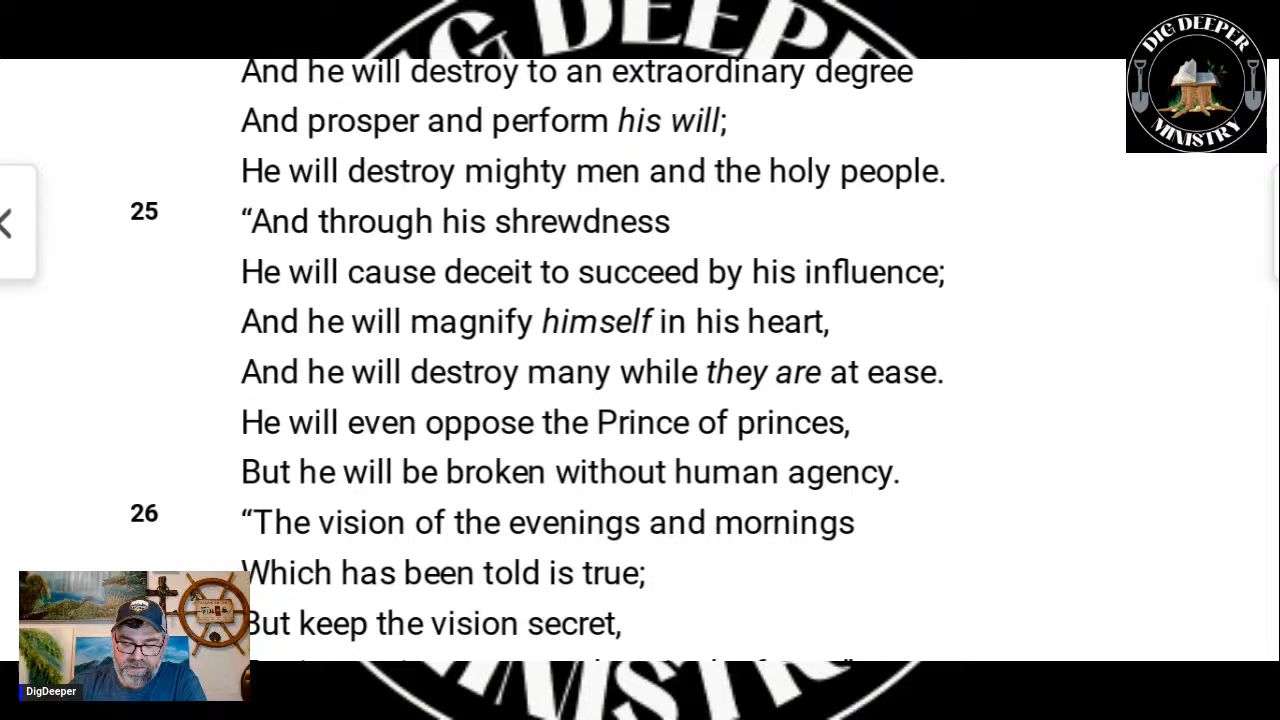 DIG DEEPER
MINISTRY
DIG DEEPER
MINISTRY
And he will destroy to an extraordinary degree
And prosper and perform his will;
He will destroy mighty men and the holy people.
25 “And through his shrewdness
He will cause deceit to succeed by his influence;
And he will magnify himself in his heart,
And he will destroy many while they are at ease.
He will even oppose the Prince of princes,
But he will be broken without human agency.
26 “The vision of the evenings and mornings
Which has been told is true;
But keep the vision secret,
DigDeeper